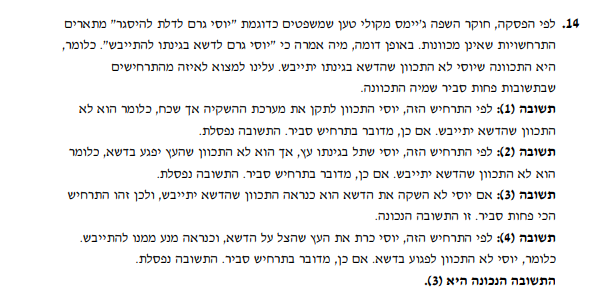 14. לפי הפסקה, חוקר השפה ג'יימס מקולי טען שמשפטים כדוגמת "יוסי גרם לדלת להיסגר" מתארים
התרחשויות שאינן מכוונות. באופן דומה, מיה אמרה כי "יוסי גרם לדשא בגינתו להתייבש". כלומר,
היא התכוונה שיוסי לא התכוון שהדשא בגינתו יתייבש. עלינו למצוא לאיזה מהתרחישים
שבתשובות פחות סביר שמיה התכוונה.
תשובה (1): לפי התרחיש הזה, יוסי התכוון לתקן את מערכת ההשקיה אך שכח, כלומר הוא לא
התכוון שהדשא יתייבש. אם כן, מדובר בתרחיש סביר. התשובה נפסלת.
תשובה (2): לפי התרחיש הזה, יוסי שתל בגינתו עץ, אך הוא לא התכוון שהעץ יפגע בדשא, כלומר
הוא לא התכוון שהדשא יתייבש. אם כן, מדובר בתרחיש סביר. התשובה נפסלת.
תשובה (3): אם יוסי לא השקה את הדשא הוא כנראה התכוון שהדשא יתייבש, ולכן זהו התרחיש
הכי פחות סביר. זו התשובה הנכונה.
תשובה (4): לפי התרחיש הזה, יוסי כרת את העץ שהצל על הדשא, וכנראה מנע ממנו להתייבש.
כלומר, יוסי לא התכוון לפגוע בדשא. אם כן, מדובר בתרחיש סביר. התשובה נפסלת.
התשובה הנכונה היא (3).